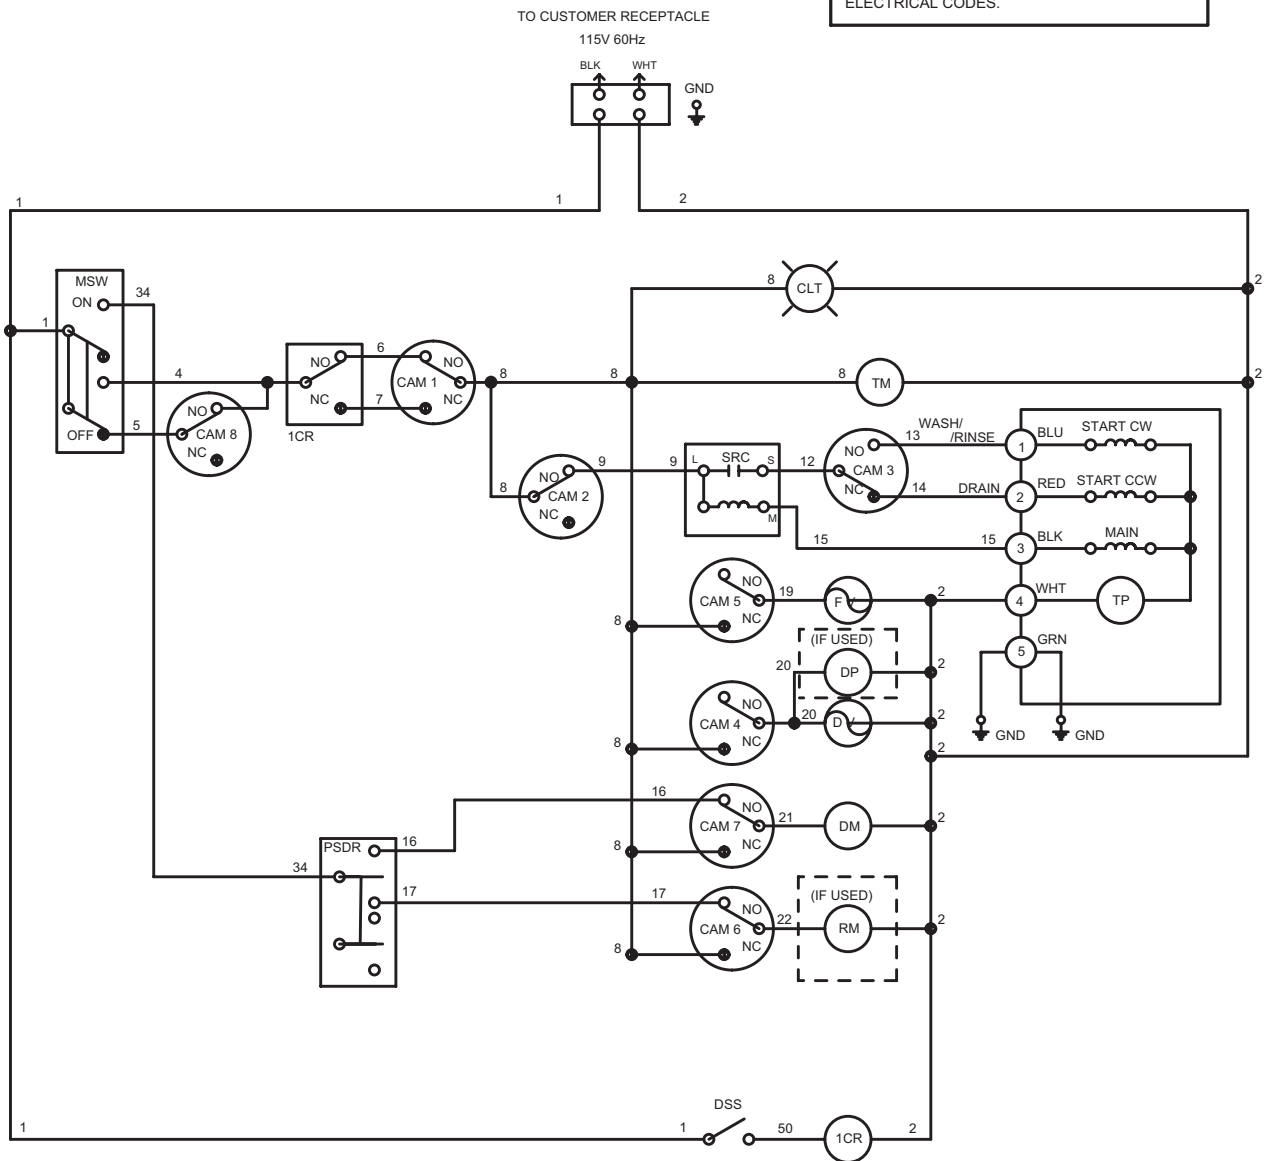 ELECTRICAL CODES.
TO CUSTOMER RECEPTACLE
115V 60Hz
BLK WHT
GND
1 1 2
MSW
ON 34
8 CLT 2
1
NO 6 NO
4 8 8 8 TM 2
CAM 1
NC 7 NC
1CR
OFF 5 NO
CAM 8
NC
WASH/
13 /RINSE 1 BLU START CW
9 9 L SRC S 12 NO
CAM 3
NC 14 DRAIN 2 RED START CCW
8 NO
CAM 2
NC
M
15 15 3 BLK MAIN
NO
CAM 5 19 F V 2 4 WHT TP
NC
8
(IF USED)
5 GRN
20 DP 2
NO
CAM 4 20 D V 2
NC
8
GND GND
2
16 NO
CAM 7 21 DM 2
NC
8
PSDR 16
34
17 17 NO
(IF USED)
CAM 6 22 RM 2
NC
8
DSS
1 1 50 1CR 2